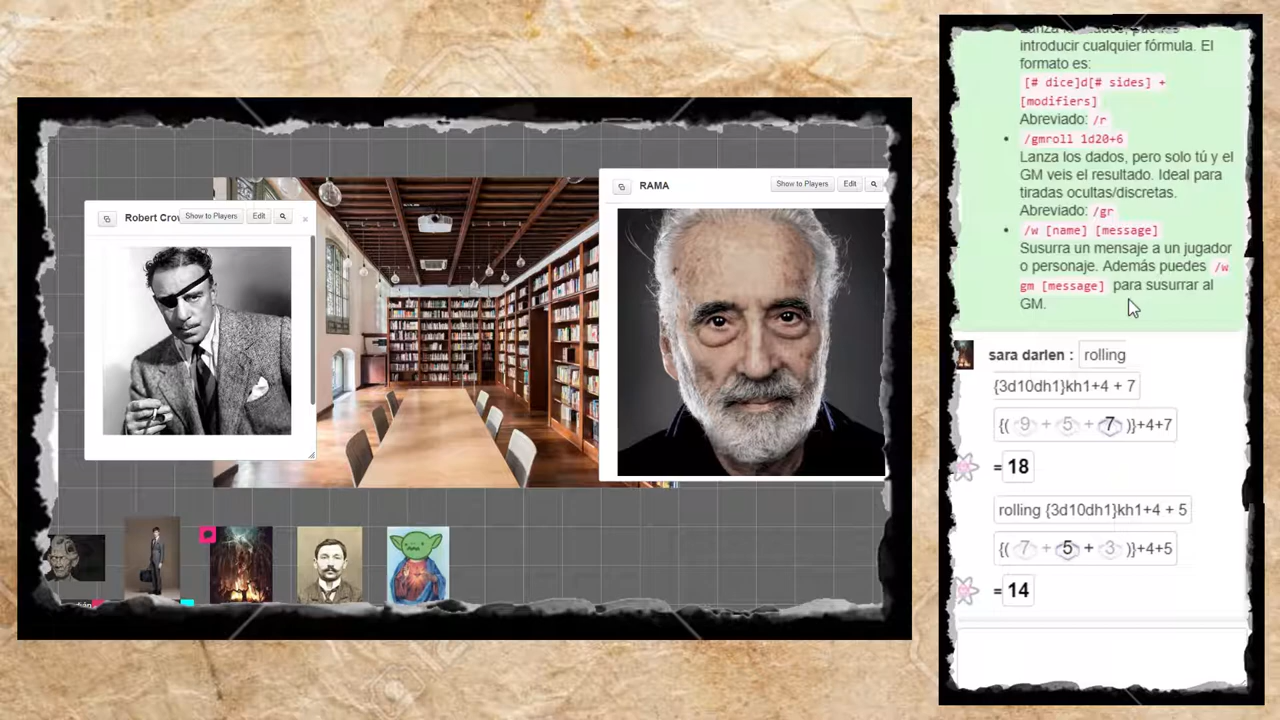 Robert Crow
Show to Players
Edit
RAMA
Show to Players
Edit
introducir cualquier fórmula. El
formato es:
[# dice]d[# sides] +
[modifiers]
Abreviado: /r
/gmroll 1d20+6
Lanza los dados, pero solo tú y el
GM veis el resultado. Ideal para
tiradas ocultas/discretas.
Abreviado: /gr
/w [name] [message]
Susurra un mensaje a un jugador
o personaje. Además puedes /w
gm [message] para susurrar al
GM.
sara darlen : rolling
{3d10dh1}kh1+4 + 7
{( 9 + 5 + 7 )}+4+7
= 18
rolling {3d10dh1}kh1+4 + 5
{( 7 + 5 + 3 )}+4+5
= 14